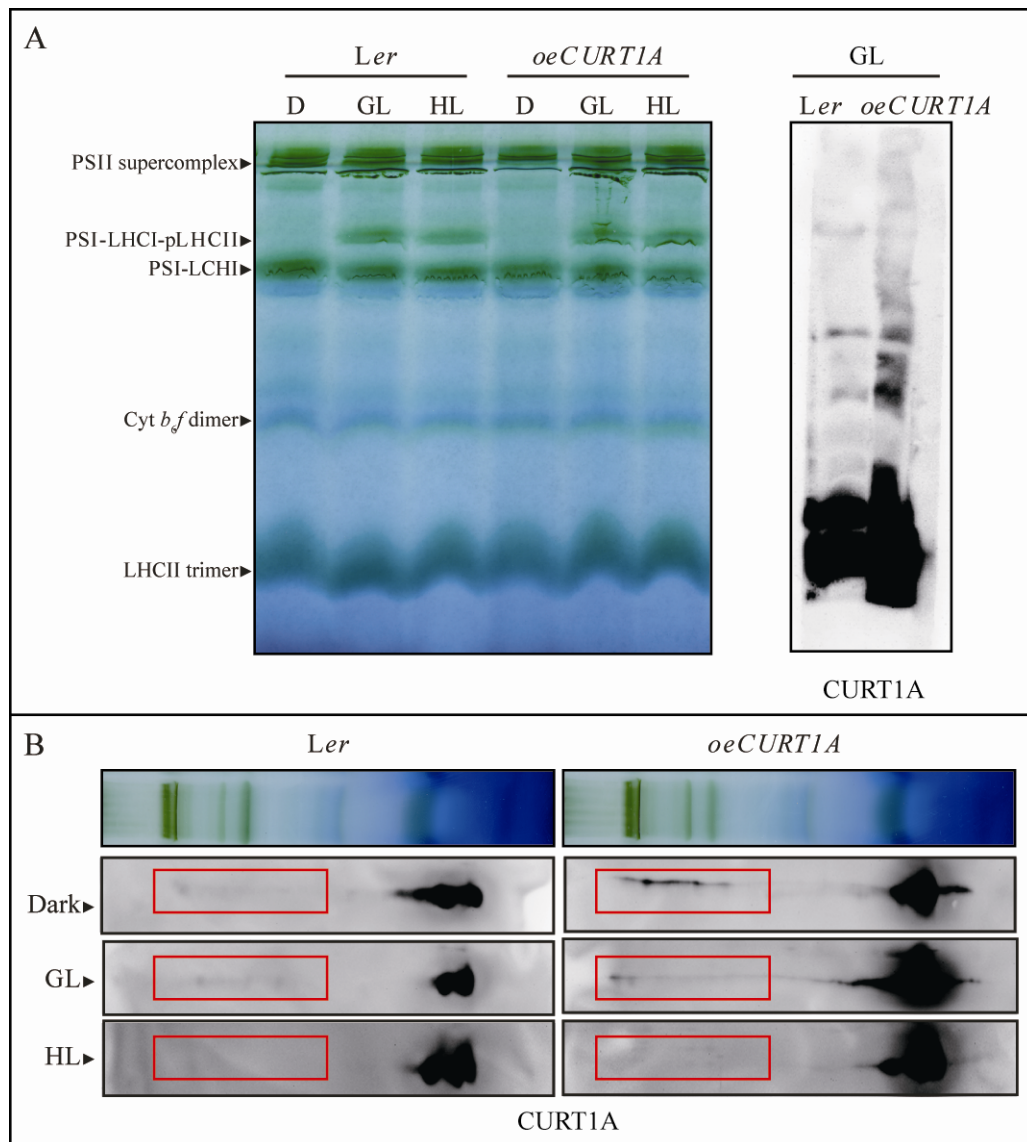 A
Ler oeCURT1A GL
D GL HL D GL HL Ler oeCURT1A
PSII supercomplex
PSI-LHCI-pLHCII
PSI-LCHI
Cyt b6f dimer
LHCII trimer
CURT1A
B
Ler oeCURT1A
Dark
GL
HL
CURT1A